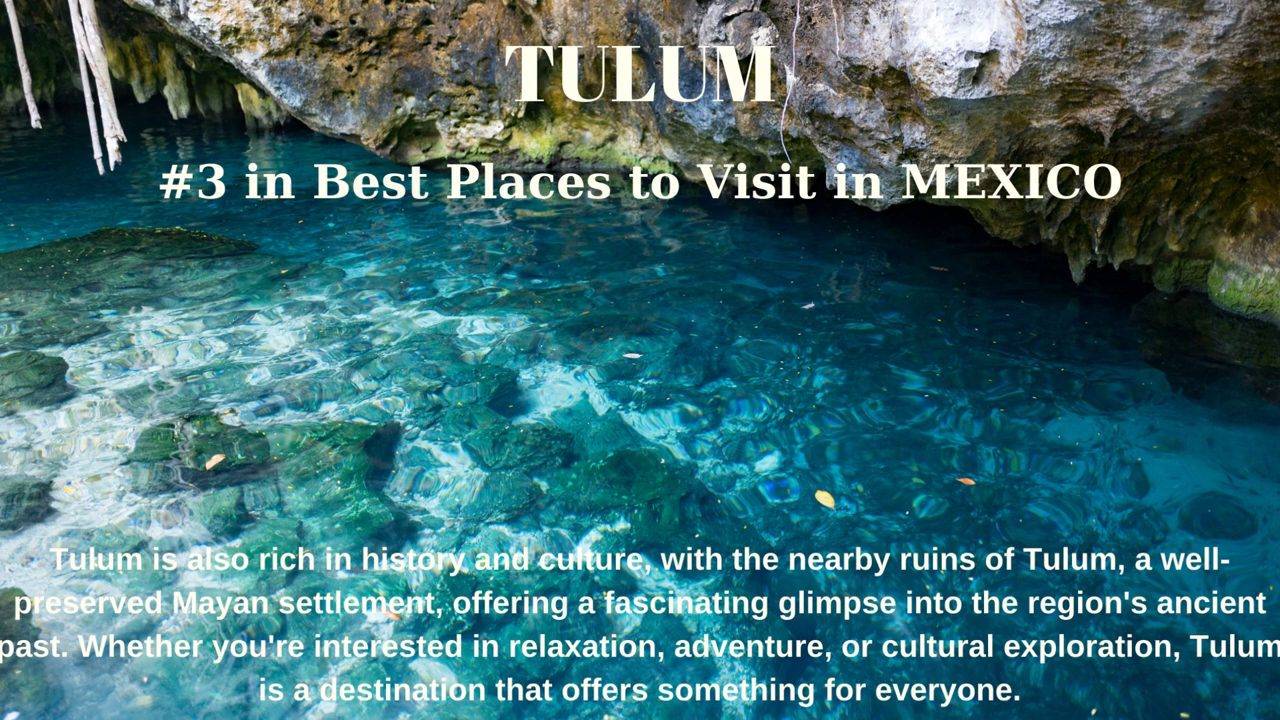 TULUM
#3 in Best Places to Visit in MEXICO
Tulum is also rich in history and culture, with the nearby ruins of Tulum, a well-
preserved Mayan settlement, offering a fascinating glimpse into the region's ancient
past. Whether you're interested in relaxation, adventure, or cultural exploration, Tulum
is a destination that offers something for everyone.